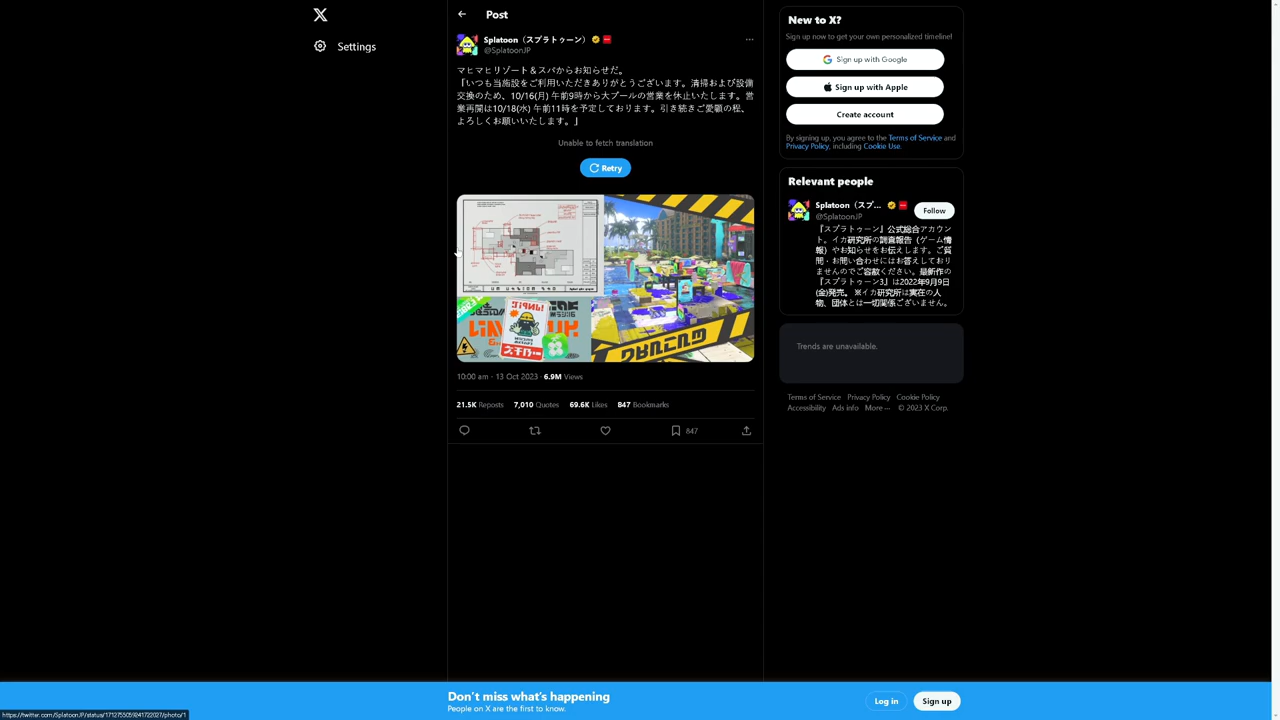 Settings
Post
Splatoon（スプラトゥーン）
@SplatoonJP
マヒマヒリゾート＆スパからお知らせだ。
「いつも当施設をご利用いただきありがとうございます。清掃および設備
交換のため、10/16(月) 午前9時から大プールの営業を休止いたします。営
業再開は10/18(水) 午前11時を予定しております。引き続きご愛顧の程、
よろしくお願いいたします。」
Unable to fetch translation
Retry
10:00 am · 13 Oct 2023 · 6.9M Views
21.5K Reposts 7,010 Quotes 69.6K Likes 847 Bookmarks
847
New to X?
Sign up now to get your own personalized timeline!
Sign up with Google
Sign up with Apple
Create account
By signing up, you agree to the Terms of Service and
Privacy Policy, including Cookie Use.
Relevant people
Splatoon（スプ...
@SplatoonJP
Follow
『スプラトゥーン』公式総合アカウン
ト。イカ研究所の調査報告（ゲーム情
報）やお知らせをお伝えします。ご質
問・お問い合わせにはお答えしており
ませんのでご容赦ください。最新作の
『スプラトゥーン3』は2022年9月9日
(金)発売。 ※イカ研究所は実在の人
物、団体とは一切関係ございません。
Trends are unavailable.
Terms of Service Privacy Policy Cookie Policy
Accessibility Ads info More ··· © 2023 X Corp.
Don't miss what's happening
People on X are the first to know.
Log in
Sign up
https://twitter.com/SplatoonJP/status/1712755059241722027/photo/1